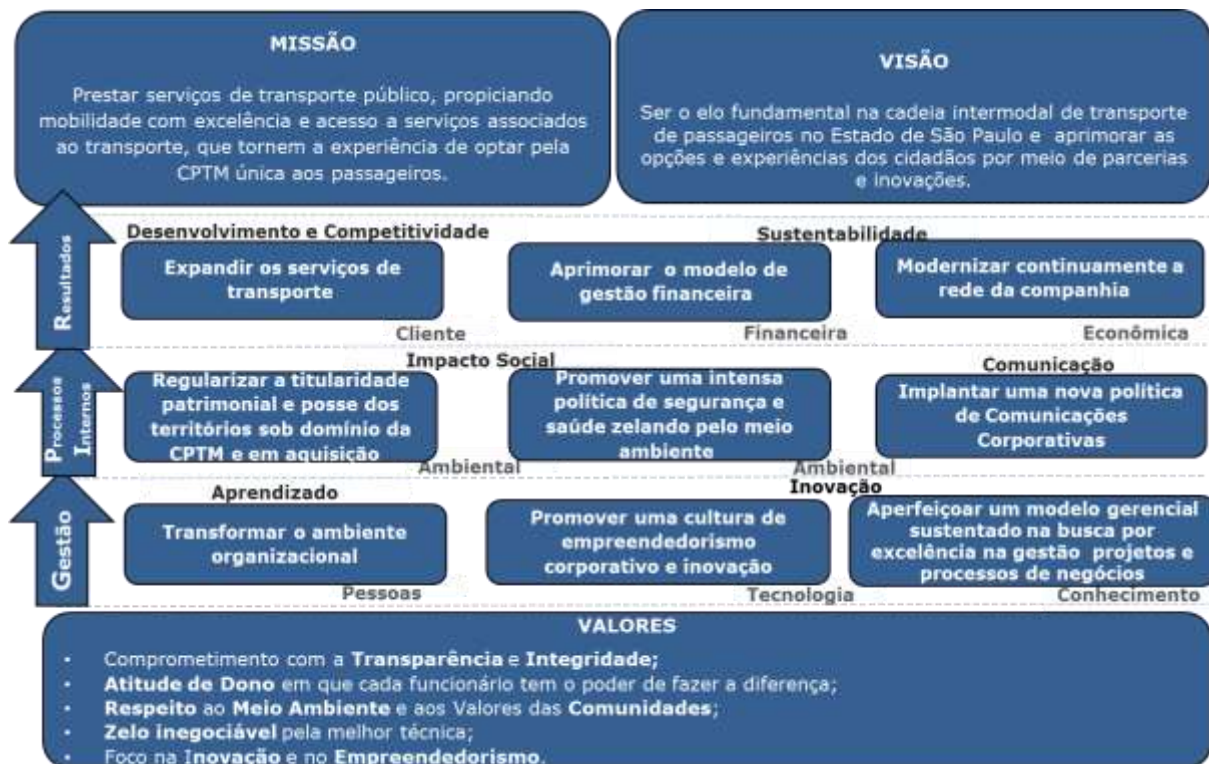 MISSÃO
Prestar serviços de transporte público, propiciando
mobilidade com excelência e acesso a serviços associados
ao transporte, que tornem a experiência de optar pela
CPTM única aos passageiros.
VISÃO
Ser o elo fundamental na cadeia intermodal de transporte
de passageiros no Estado de São Paulo e aprimorar as
opções e experiências dos cidadãos por meio de parcerias
e inovações.
Resultados
Desenvolvimento e Competitividade
Sustentabilidade
Expandir os serviços de
transporte
Cliente
Aprimorar o modelo de
gestão financeira
Financeira
Modernizar continuamente a
rede da companhia
Econômica
Processos
Internos
Impacto Social
Comunicação
Regularizar a titularidade
patrimonial e posse dos
territórios sob domínio da
CPTM e em aquisição
Ambiental
Promover uma intensa
política de segurança e
saúde zelando pelo meio
ambiente
Ambiental
Implantar uma nova política
de Comunicações
Corporativas
Gestão
Aprendizado
Inovação
Transformar o ambiente
organizacional
Pessoas
Promover uma cultura de
empreendedorismo
corporativo e inovação
Tecnologia
Aperfeiçoar um modelo gerencial
sustentado na busca por
excelência na gestão projetos e
processos de negócios
Conhecimento
VALORES
• Comprometimento com a Transparência e Integridade;
• Atitude de Dono em que cada funcionário tem o poder de fazer a diferença;
• Respeito ao Meio Ambiente e aos Valores das Comunidades;
• Zelo inegociável pela melhor técnica;
• Foco na Inovação e no Empreendedorismo.